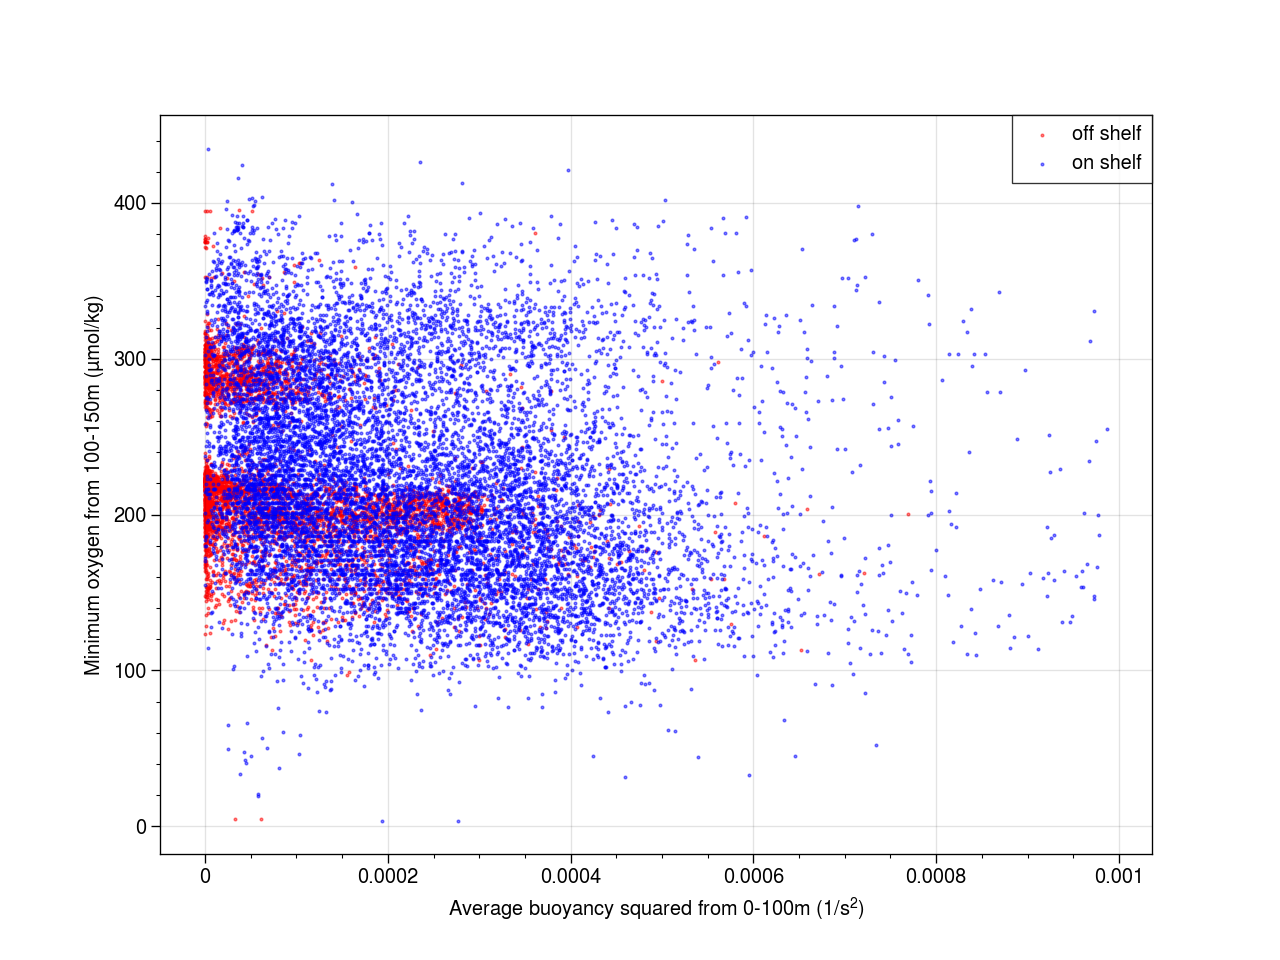 off shelf
on shelf
400
300
200
100
0
Minimum oxygen from 100-150m (μmol/kg)
0 0.0002 0.0004 0.0006 0.0008 0.001
Average buoyancy squared from 0-100m (1/s²)